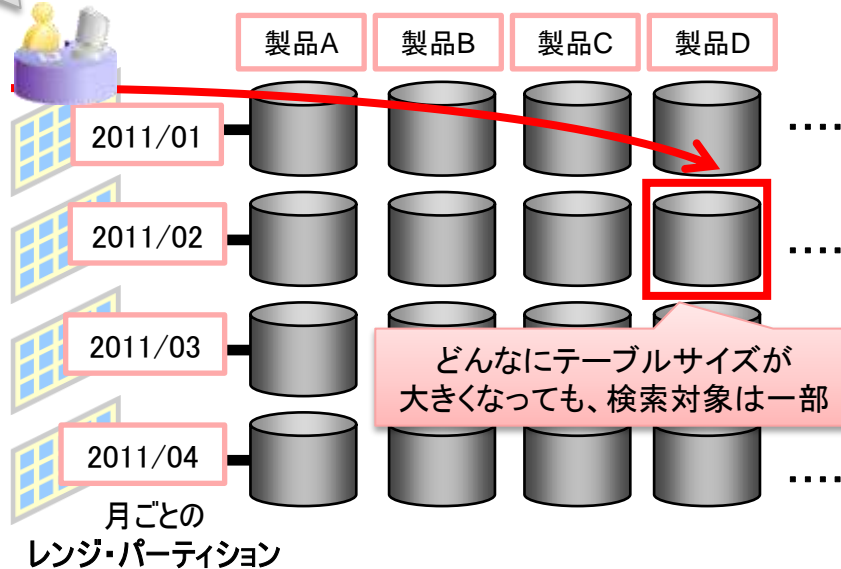 製品A
製品B
製品C
製品D
2011/01
....
2011/02
....
2011/03
どんなにテーブルサイズが
大きくなっても、検索対象は一部
2011/04
....
月ごとの
レンジ・パーティション